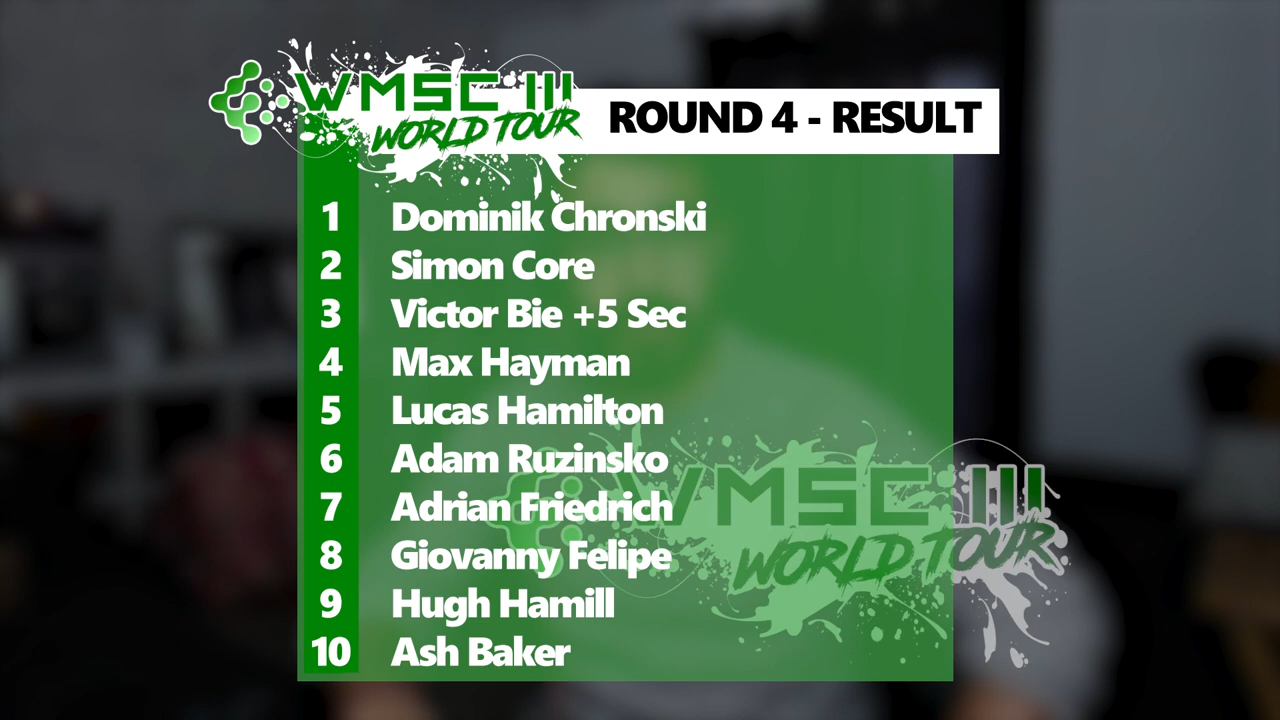 WMSC III
WORLD TOUR
ROUND 4 - RESULT
1 Dominik Chronski
2 Simon Core
3 Victor Bie +5 Sec
4 Max Hayman
5 Lucas Hamilton
6 Adam Ruzinsko
7 Adrian Friedrich
8 Giovanny Felipe
9 Hugh Hamill
10 Ash Baker
WMSC III
WORLD TOUR